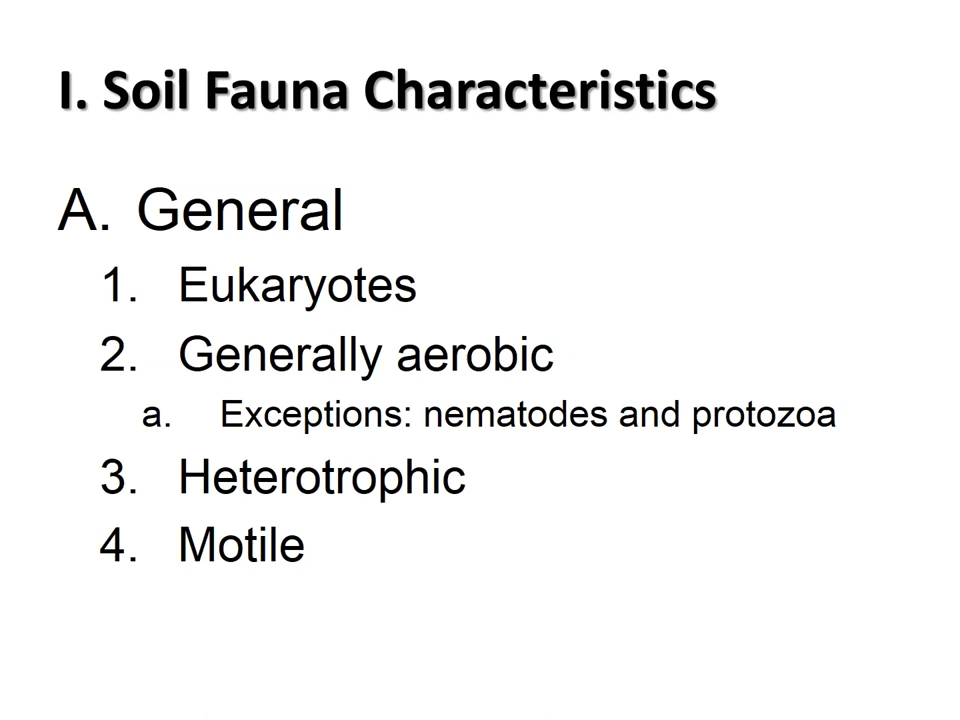 I. Soil Fauna Characteristics
A. General
1. Eukaryotes
2. Generally aerobic
a. Exceptions: nematodes and protozoa
3. Heterotrophic
4. Motile